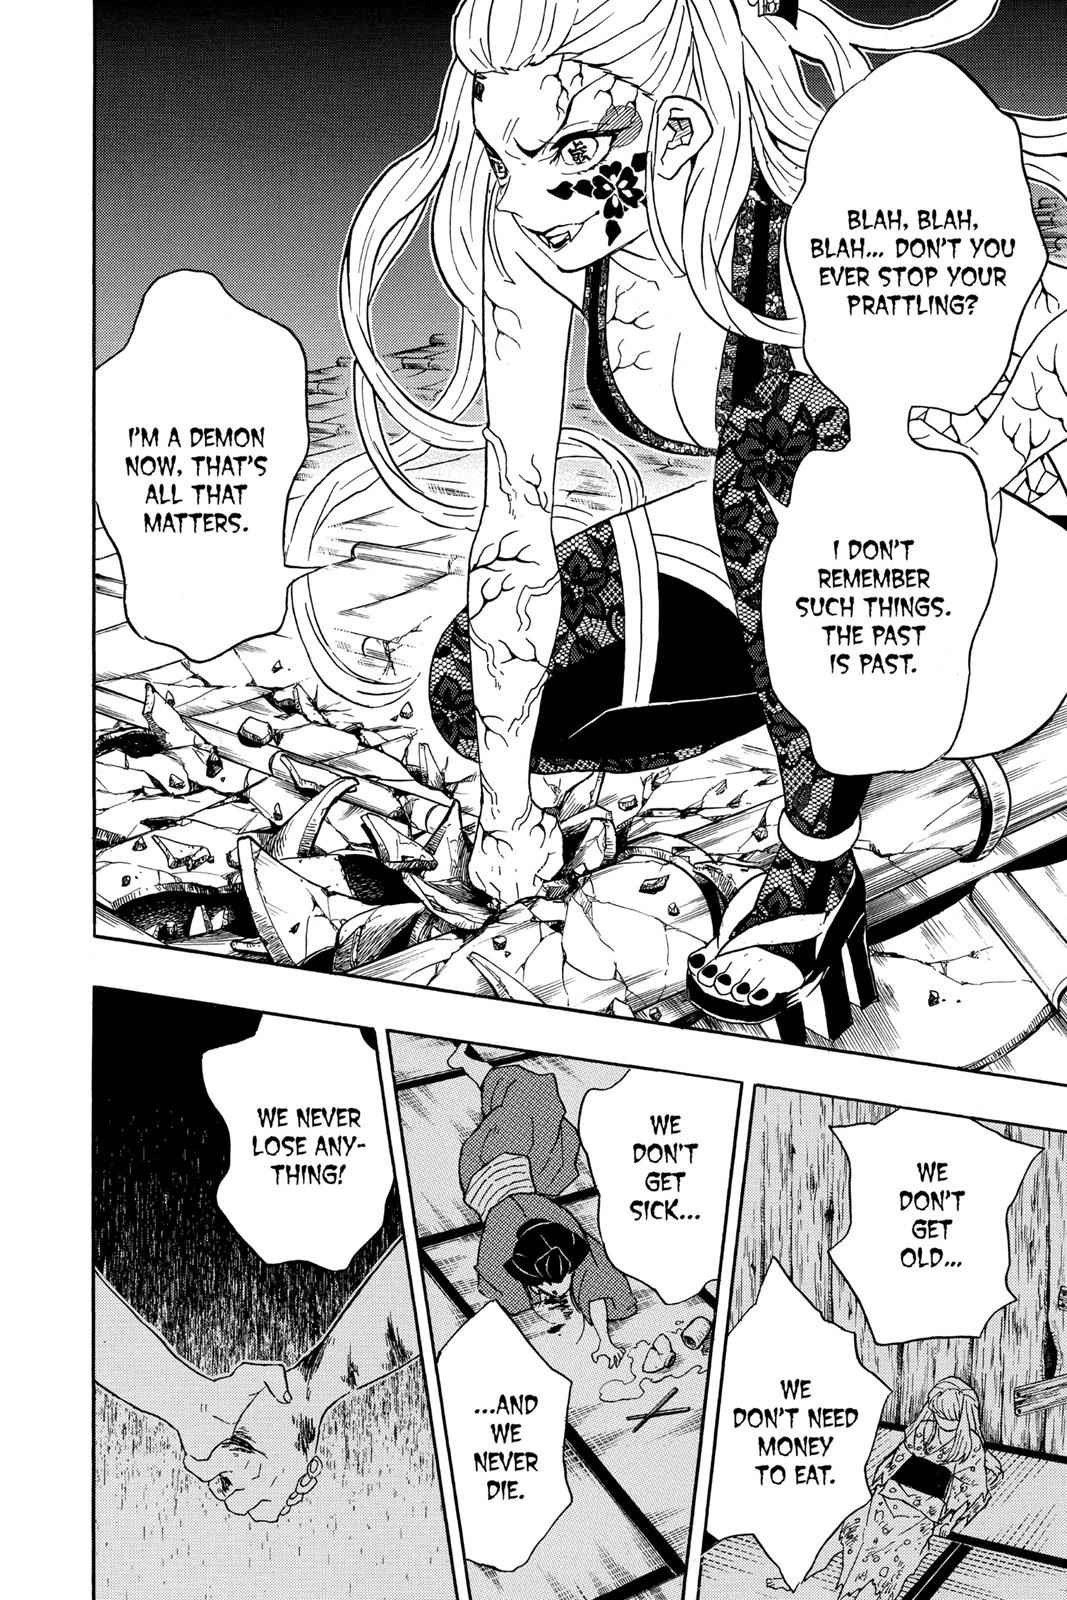 BLAH, BLAH,
BLAH... DON'T YOU
EVER STOP YOUR
PRATTLING?
I DON'T
REMEMBER
SUCH THINGS.
THE PAST
IS PAST.
I'M A DEMON
NOW, THAT'S
ALL THAT
MATTERS.
WE
DON'T
GET
OLD...
WE
DON'T NEED
MONEY
TO EAT.
WE
DON'T
GET
SICK...
...AND
WE
NEVER
DIE.
WE NEVER
LOSE ANY-
THING!